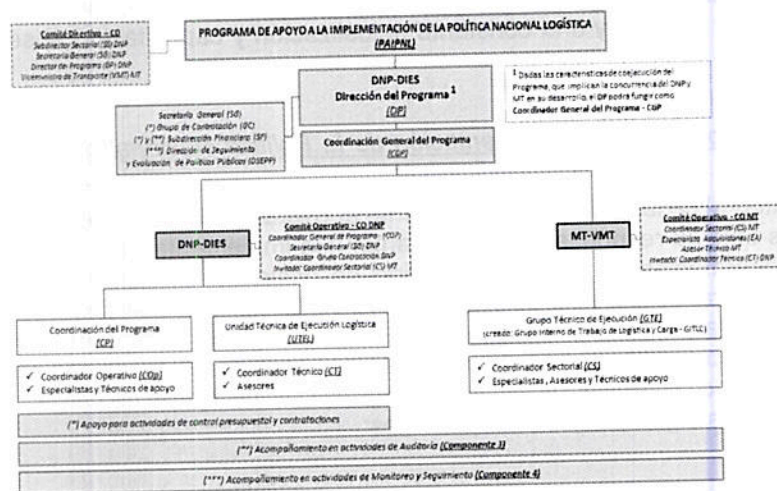 Comité Directivo – CD
Subdirector Sectorial (SS) DNP
Secretaría General (SG) DNP
Director del Programa (DP) DNP
Viceministro de Transporte (VMT) MT
PROGRAMA DE APOYO A LA IMPLEMENTACIÓN DE LA POLÍTICA NACIONAL LOGÍSTICA
(PAIPNL)
DNP-DIES
Dirección del Programa 1
(DP)
1 Dadas las características de coejecución del
Programa, que implican la concurrencia del DNP y
MT en su desarrollo, el DP podrá fungir como
Coordinador General del Programa - CGP
Secretaría General (SG)
(*) Grupo de Contratación (GC)
(*) y (**) Subdirección Financiera (SF)
(***) Dirección de Seguimiento
y Evaluación de Políticas Públicas (DSEPP)
Coordinación General del Programa
(CGP)
DNP-DIES
Comité Operativo – CO DNP
Coordinador General de Programa (CGP)
Secretaría General (SG) DNP
Coordinador Grupo Contratación DNP
Invitado: Coordinador Sectorial (CS) MT
MT-VMT
Comité Operativo – CO MT
Coordinador Sectorial (CS) MT
Especialista Adquisiciones (EA)
Asesor Técnico MT
Invitado: Coordinador Técnico (CT) DNP
Coordinación del Programa
(CP)
Unidad Técnica de Ejecución Logística
(UTEL)
Grupo Técnico de Ejecución (GTE)
(creado: Grupo Interno de Trabajo de Logística y Carga - GITLC)
✓ Coordinador Operativo (COp)
✓ Especialistas y Técnicos de apoyo
✓ Coordinador Técnico (CT)
✓ Asesores
✓ Coordinador Sectorial (CS)
✓ Especialistas, Asesores y Técnicos de apoyo
(*) Apoyo para actividades de control presupuestal y contrataciones
(**) Acompañamiento en actividades de Auditoría (Componente 3)
(***) Acompañamiento en actividades de Monitoreo y Seguimiento (Componente 4)